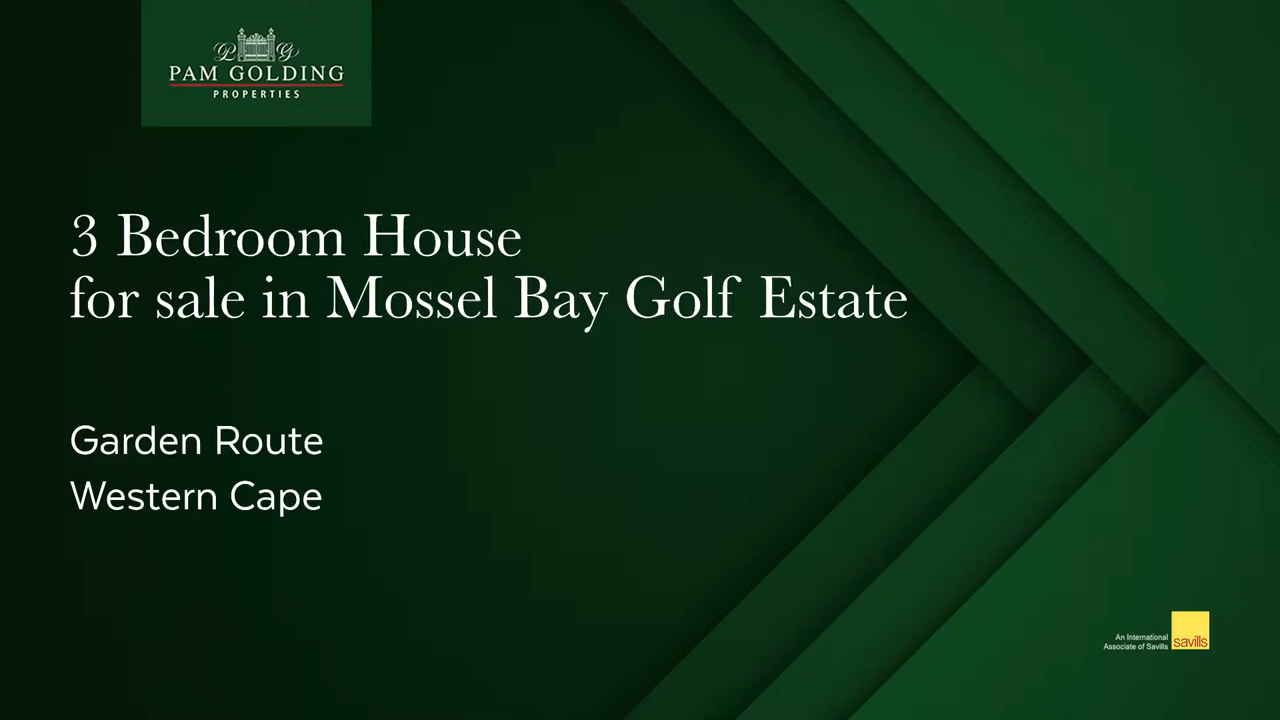 PG
PAM GOLDING
PROPERTIES
3 Bedroom House
for sale in Mossel Bay Golf Estate
Garden Route
Western Cape
An International
Associate of Savills
savills